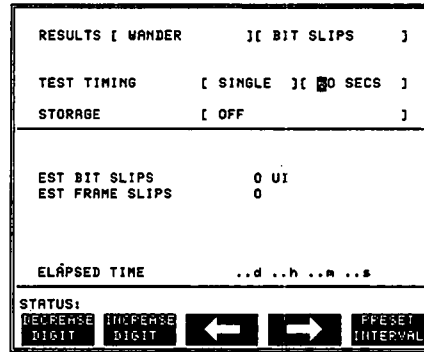 RESULTS [ WANDER ][ BIT SLIPS ]
TEST TIMING [ SINGLE ][ 0 SECS ]
STORAGE [ OFF ]
EST BIT SLIPS 0 UI
EST FRAME SLIPS 0
ELAPSED TIME ..d ..h ..m ..s
STATUS:
DECREASE DIGIT INCREASE DIGIT PRESET INTERVAL